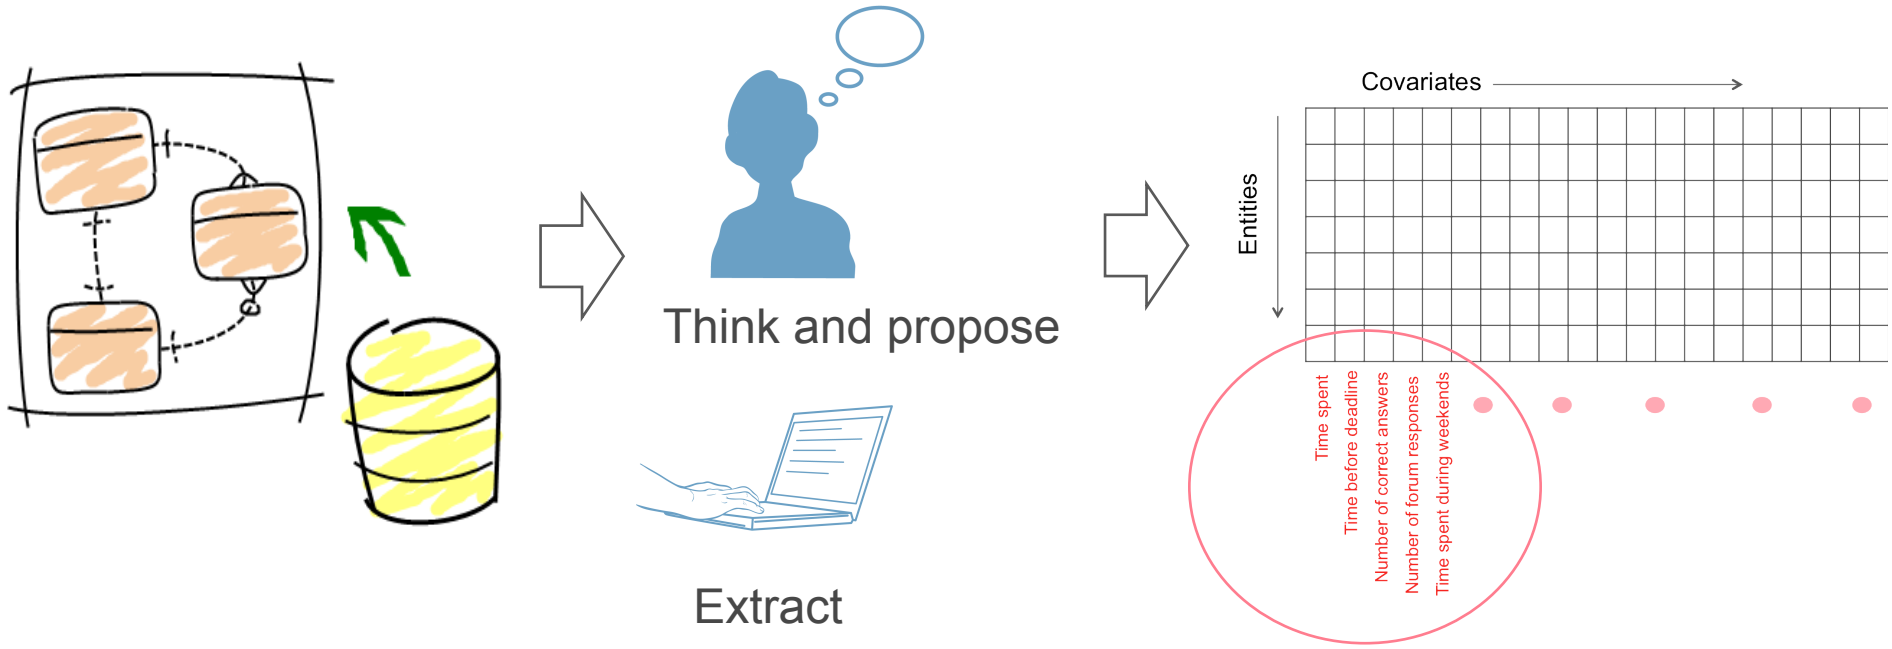 Think and propose
Extract
Covariates
Entities
Time spent
Time before deadline
Number of correct answers
Number of forum responses
Time spent during weekends